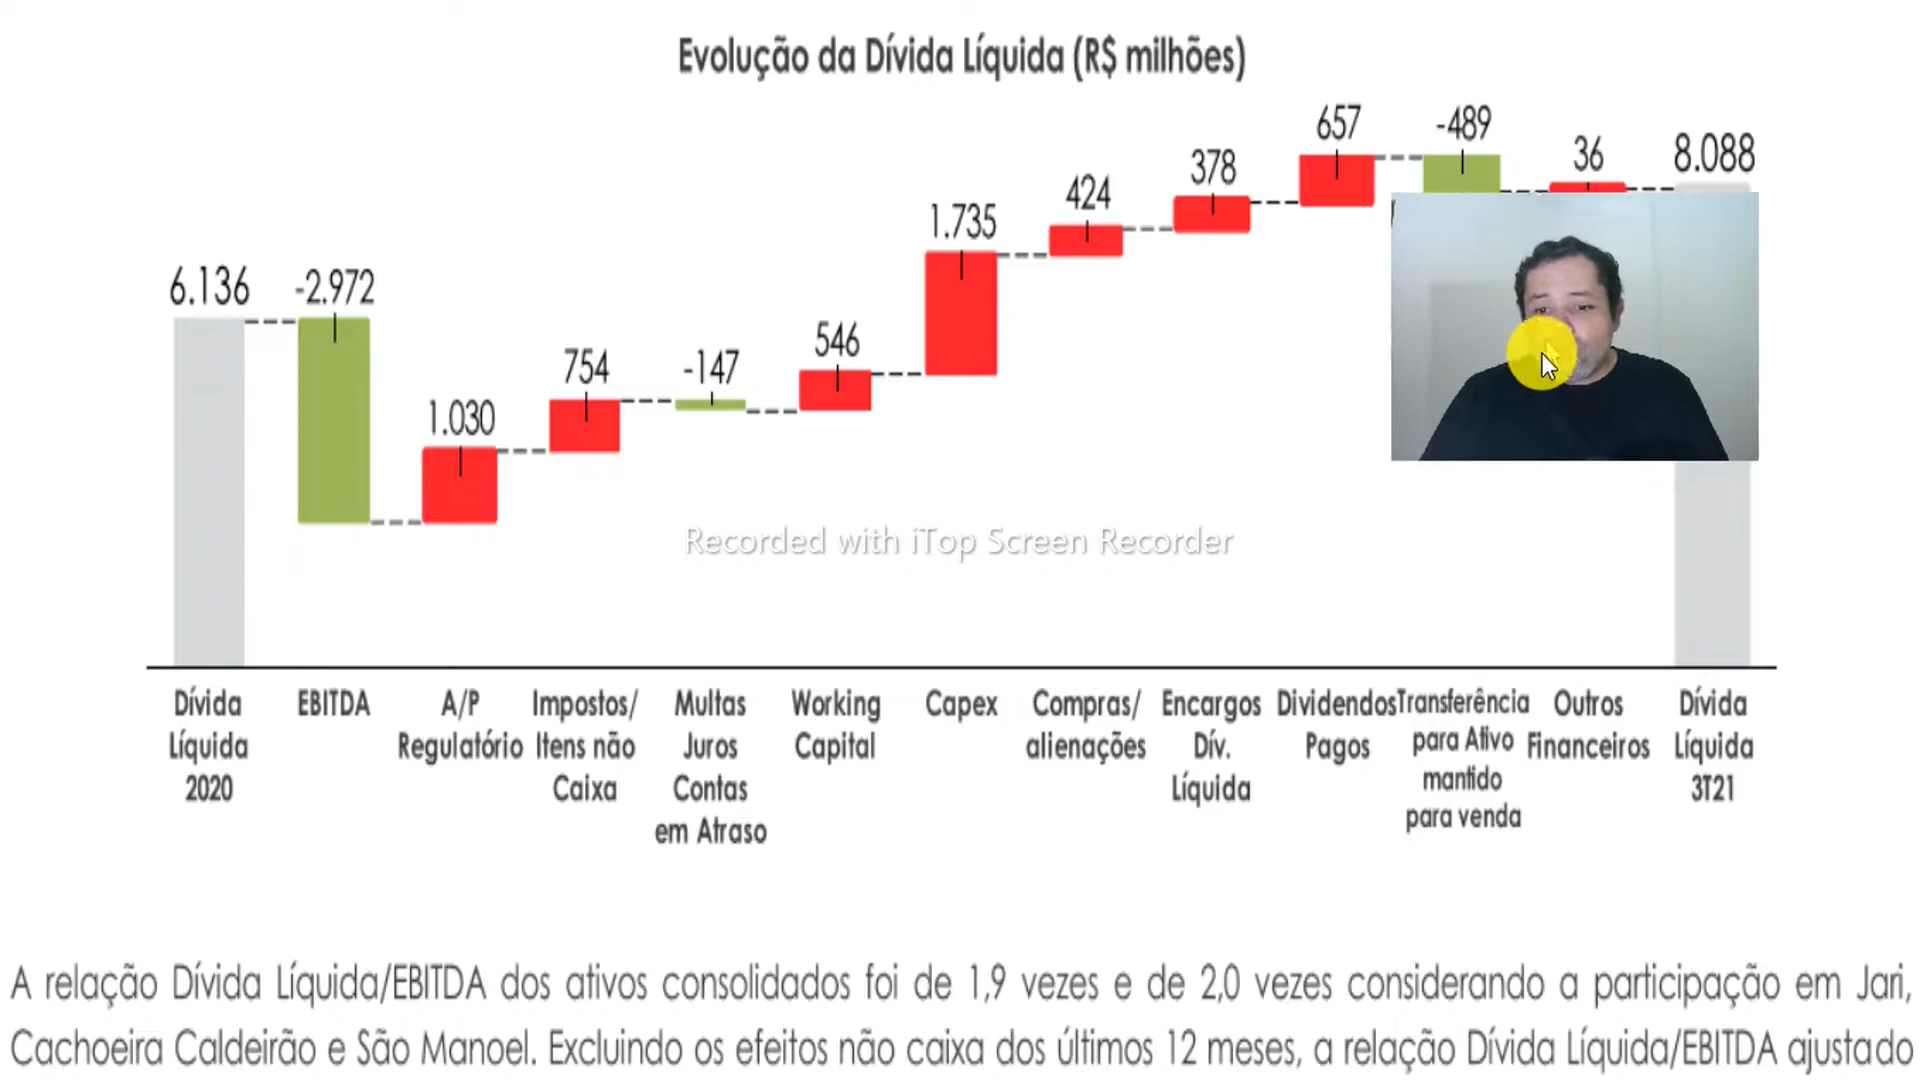 Evolução da Dívida Líquida (R$ milhões)
6.136
-2.972
1.030
754
-147
546
1.735
424
378
657
-489
36
8.088
Recorded with iTop Screen Recorder
Dívida
Líquida
2020
EBITDA
A/P
Regulatório
Impostos/
Itens não
Caixa
Multas
Juros
Contas
em Atraso
Working
Capital
Capex
Compras/
alienações
Encargos
Dív.
Líquida
Dividendos
Pagos
Transferência
para Ativo
mantido
para venda
Outros
Financeiros
Dívida
Líquida
3T21
A relação Dívida Líquida/EBITDA dos ativos consolidados foi de 1,9 vezes e de 2,0 vezes considerando a participação em Jari,
Cachoeira Caldeirão e São Manoel. Excluindo os efeitos não caixa dos últimos 12 meses, a relação Dívida Líquida/EBITDA ajustado